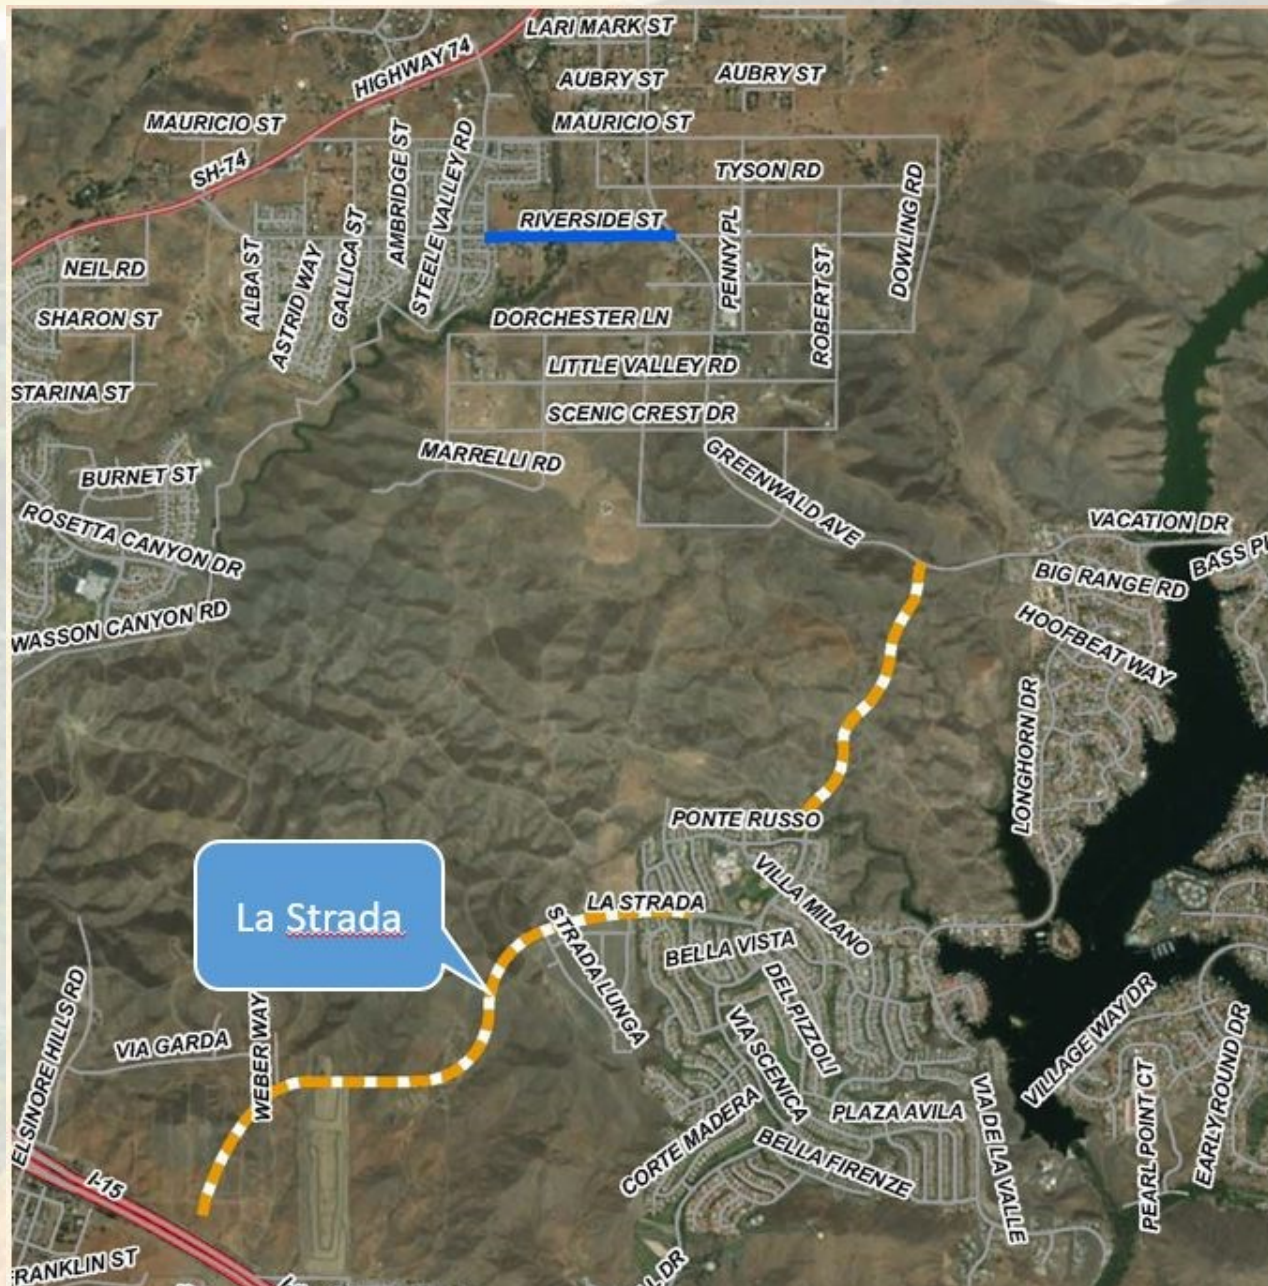 LARI MARK ST
HIGHWAY 74
AUBRY ST
AUBRY ST
MAURICIO ST
MAURICIO ST
SH-74
AMBRIDGE ST
STEELE VALLEY RD
TYSON RD
DOWLING RD
RIVERSIDE ST
PENNY PL
NEIL RD
ALBA ST
ASTRID WAY
GALLICA ST
ROBERT ST
SHARON ST
DORCHESTER LN
LITTLE VALLEY RD
STARINA ST
SCENIC CREST DR
MARRELLI RD
GREENWALD AVE
BURNET ST
ROSETTA CANYON DR
VACATION DR
BIG RANGE RD
WASSON CANYON RD
HOOFBEAT WAY
LONGHORN DR
PONTE RUSSO
La Strada
VILLA MILANO
LA STRADA
STRADA LUNGA
BELLA VISTA
DEL PIZZOLI
ELSINORE HILLS RD
VIA GARDA
WEBER WAY
VIA SCENICA
VILLAGE WAY DR
EARLY ROUND DR
PEARL POINT CT
CORTE MADERA
PLAZA AVILA
BELLA FIRENZE
VIA DE LA VALLE
I-15